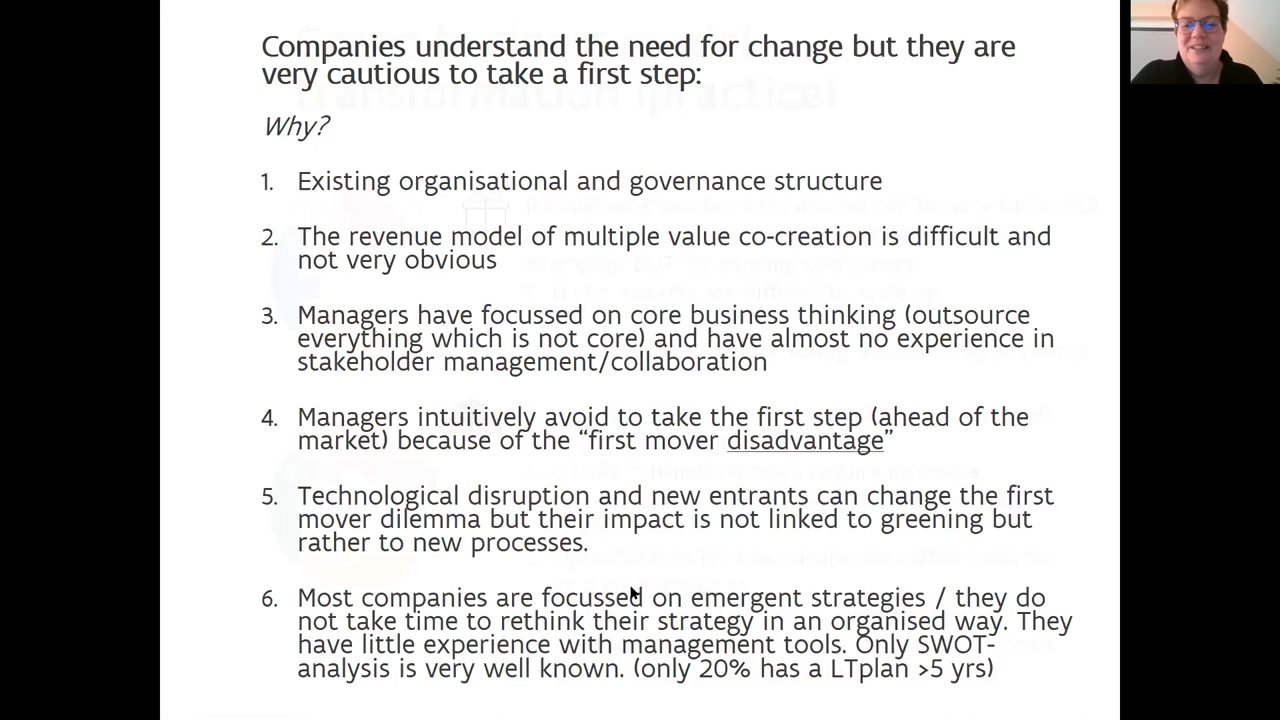 Companies understand the need for change but they are
very cautious to take a first step:
Why?
1. Existing organisational and governance structure
2. The revenue model of multiple value co-creation is difficult and
not very obvious
3. Managers have focussed on core business thinking (outsource
everything which is not core) and have almost no experience in
stakeholder management/collaboration
4. Managers intuitively avoid to take the first step (ahead of the
market) because of the “first mover disadvantage”
5. Technological disruption and new entrants can change the first
mover dilemma but their impact is not linked to greening but
rather to new processes.
6. Most companies are focussed on emergent strategies / they do
not take time to rethink their strategy in an organised way. They
have little experience with management tools. Only SWOT-
analysis is very well known. (only 20% has a LTplan >5 yrs)